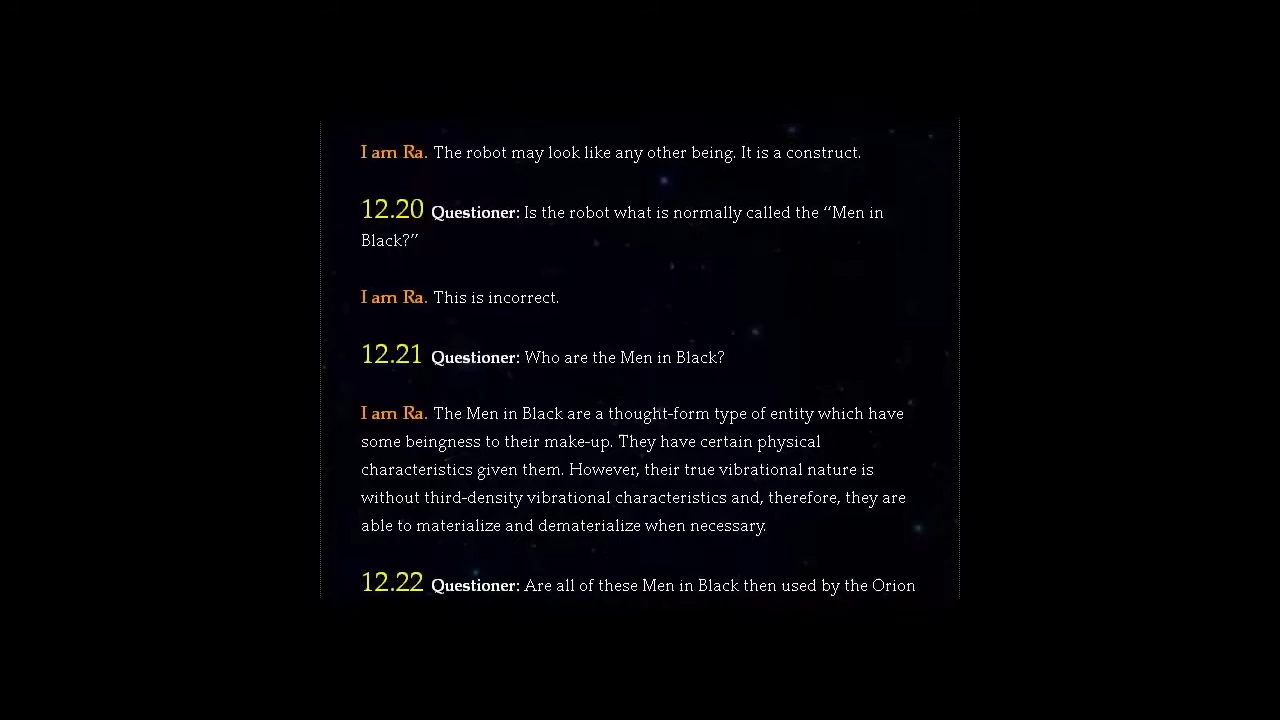 I am Ra. The robot may look like any other being. It is a construct.
12.20 Questioner: Is the robot what is normally called the “Men in
Black?”
I am Ra. This is incorrect.
12.21 Questioner: Who are the Men in Black?
I am Ra. The Men in Black are a thought-form type of entity which have
some beingness to their make-up. They have certain physical
characteristics given them. However, their true vibrational nature is
without third-density vibrational characteristics and, therefore, they are
able to materialize and dematerialize when necessary.
12.22 Questioner: Are all of these Men in Black then used by the Orion